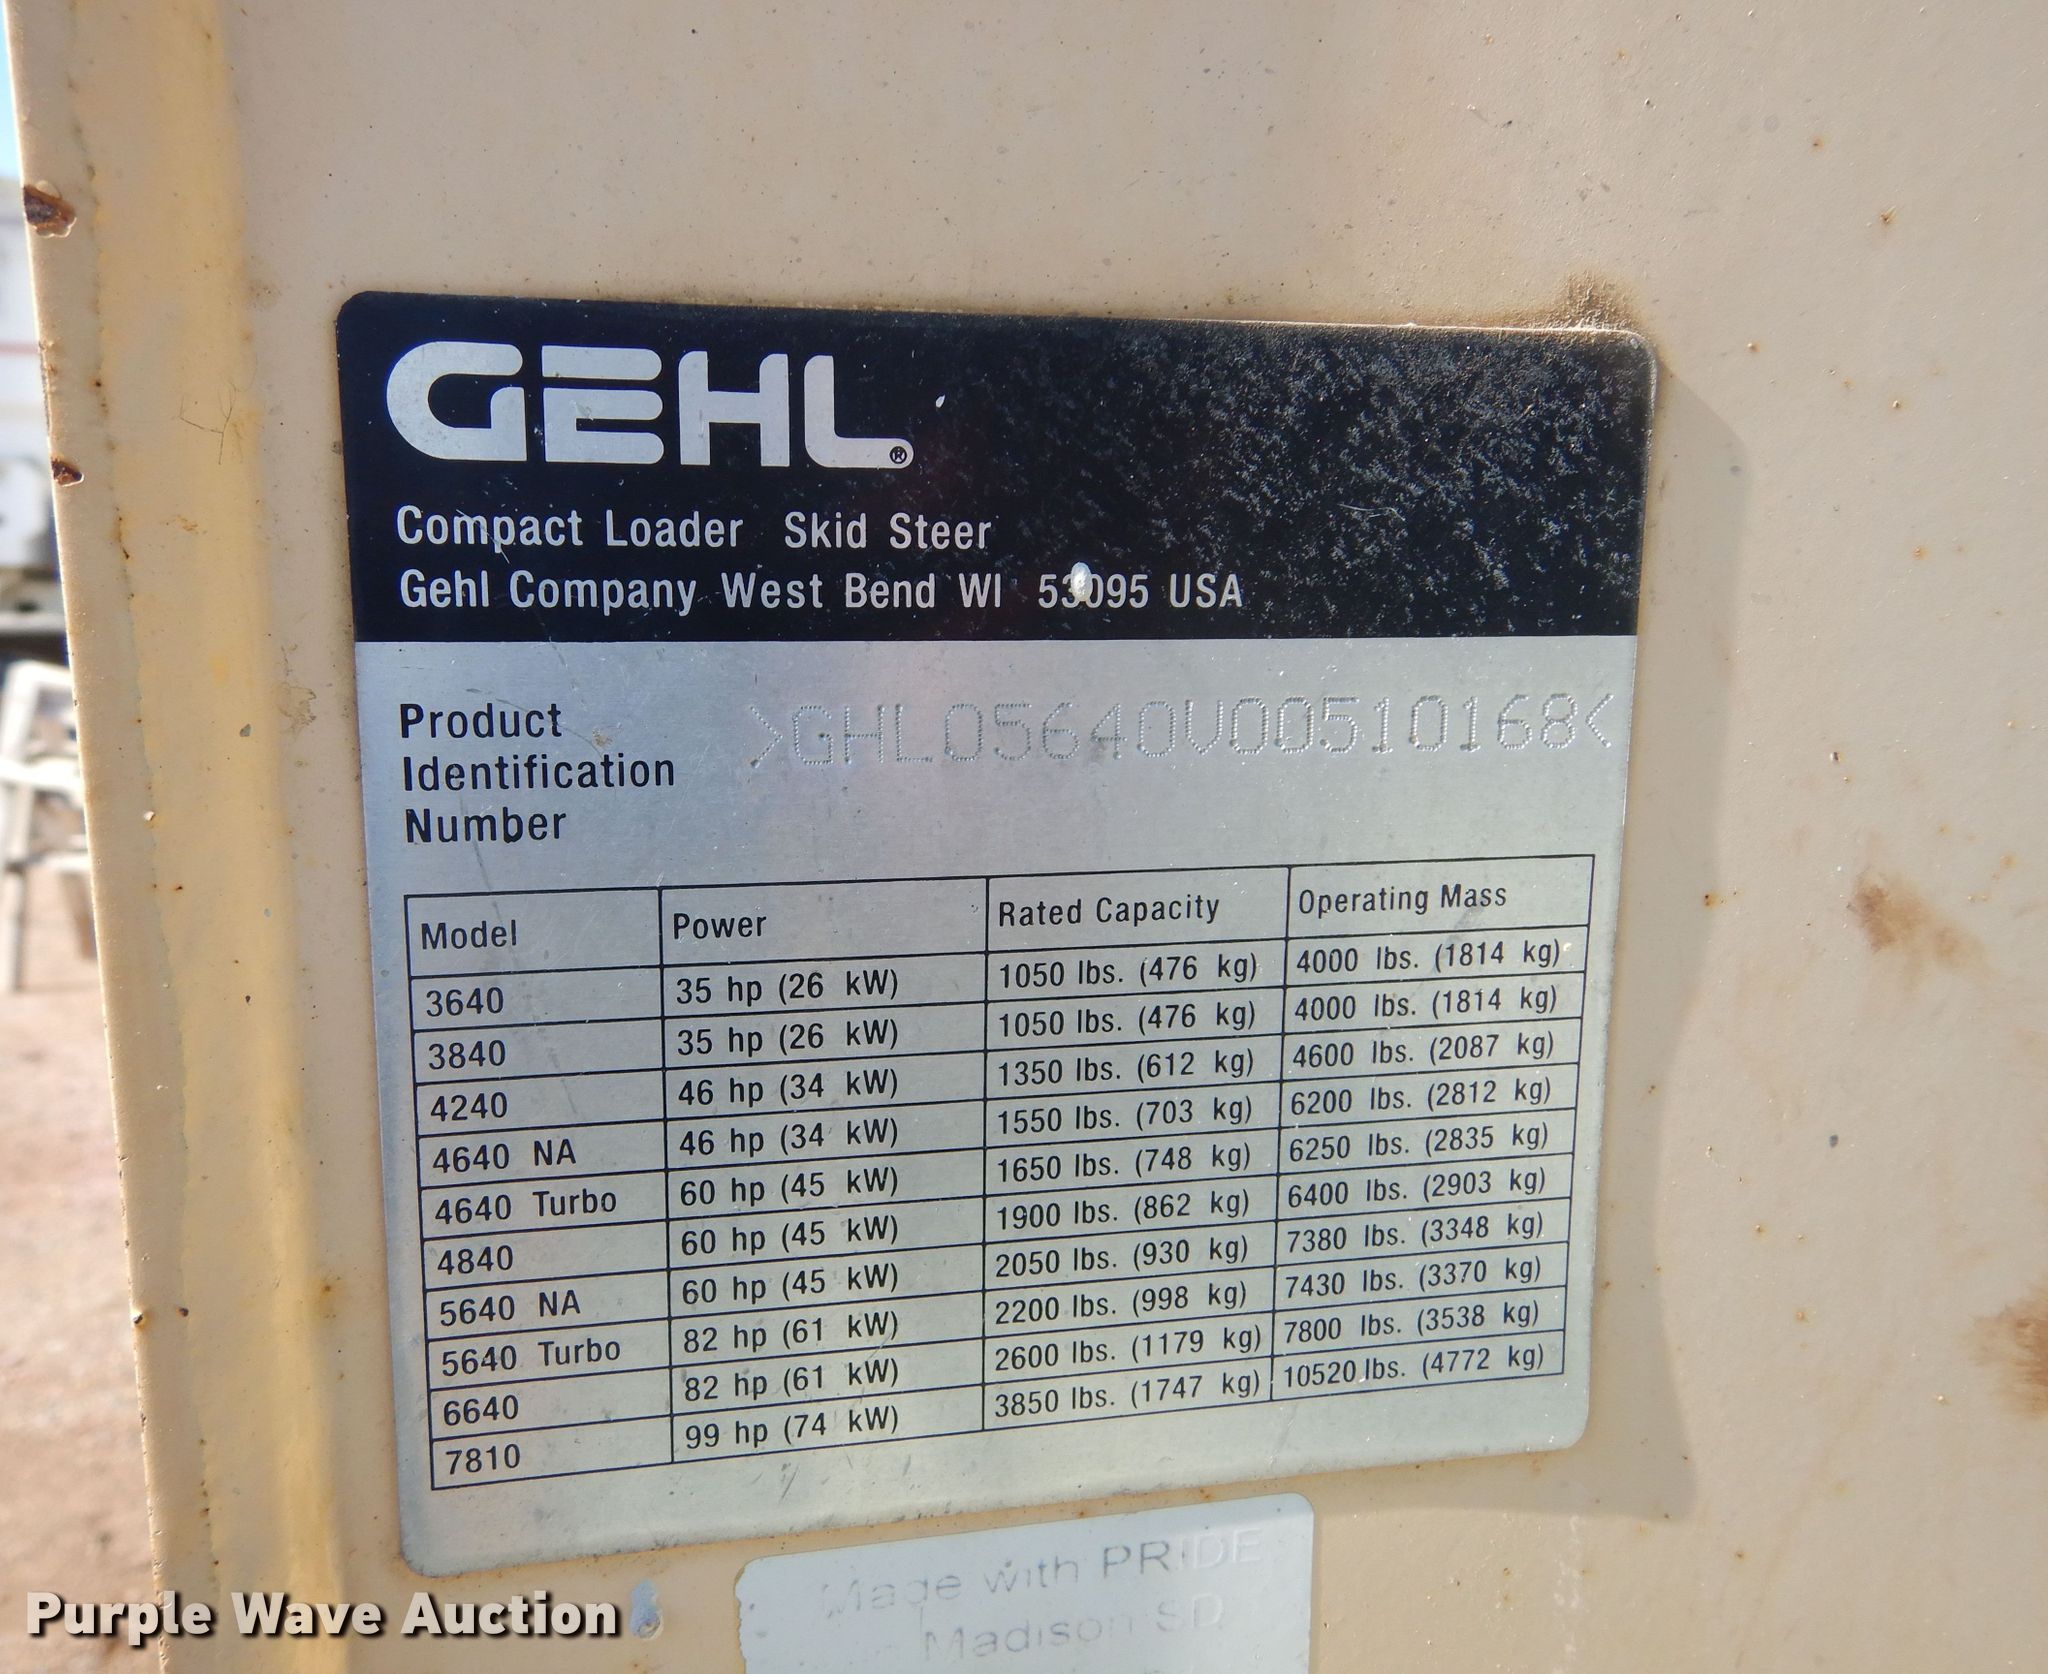 GEHL®
Compact Loader Skid Steer
Gehl Company West Bend WI 53095 USA
Product
Identification
Number
>GHL05640V00510168<
Model Power Rated Capacity Operating Mass
3640 35 hp (26 kW) 1050 lbs. (476 kg) 4000 lbs. (1814 kg)
3840 35 hp (26 kW) 1050 lbs. (476 kg) 4000 lbs. (1814 kg)
4240 46 hp (34 kW) 1350 lbs. (612 kg) 4600 lbs. (2087 kg)
4640 NA 46 hp (34 kW) 1550 lbs. (703 kg) 6200 lbs. (2812 kg)
4640 Turbo 60 hp (45 kW) 1650 lbs. (748 kg) 6250 lbs. (2835 kg)
4840 60 hp (45 kW) 1900 lbs. (862 kg) 6400 lbs. (2903 kg)
5640 NA 60 hp (45 kW) 2050 lbs. (930 kg) 7380 lbs. (3348 kg)
5640 Turbo 82 hp (61 kW) 2200 lbs. (998 kg) 7430 lbs. (3370 kg)
6640 82 hp (61 kW) 2600 lbs. (1179 kg) 7800 lbs. (3538 kg)
7810 99 hp (74 kW) 3850 lbs. (1747 kg) 10520 lbs. (4772 kg)
Made with PRIDE
Madison SD
Purple Wave Auction